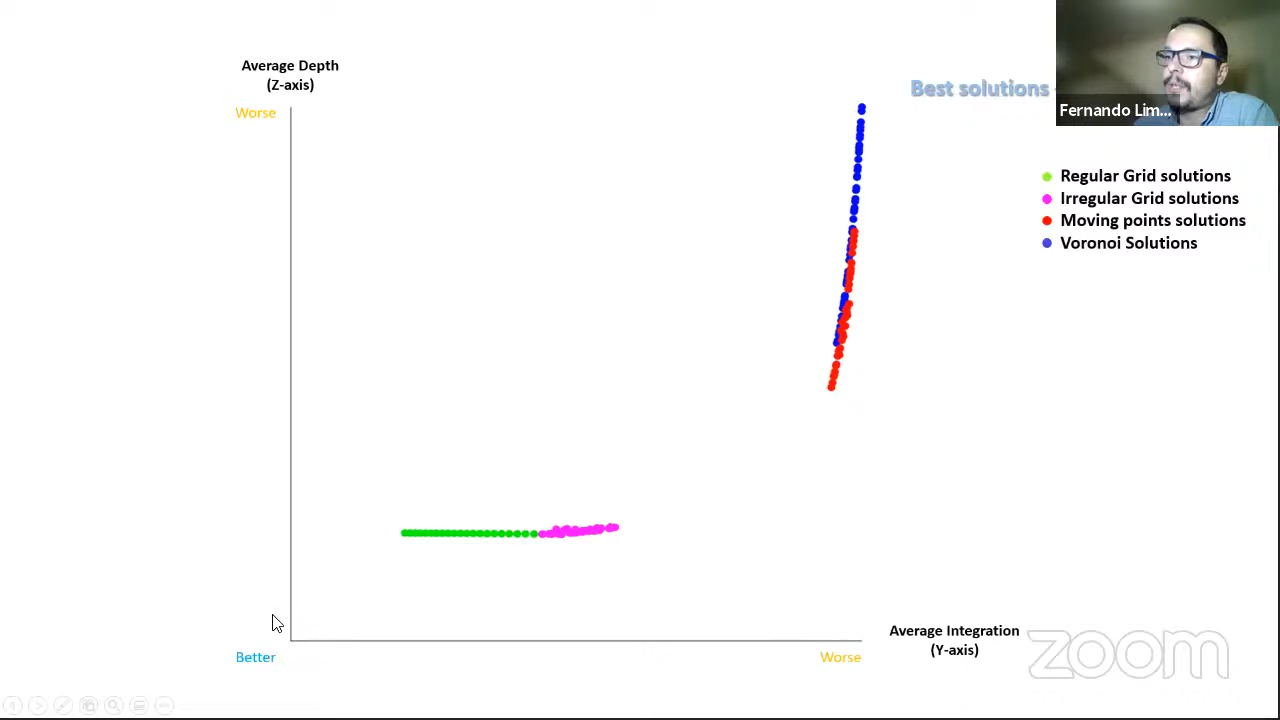 Average Depth
(Z-axis)
Worse
Best solutions
Fernando Lim...
Regular Grid solutions
Irregular Grid solutions
Moving points solutions
Voronoi Solutions
Average Integration
(Y-axis)
Better
Worse
zoom